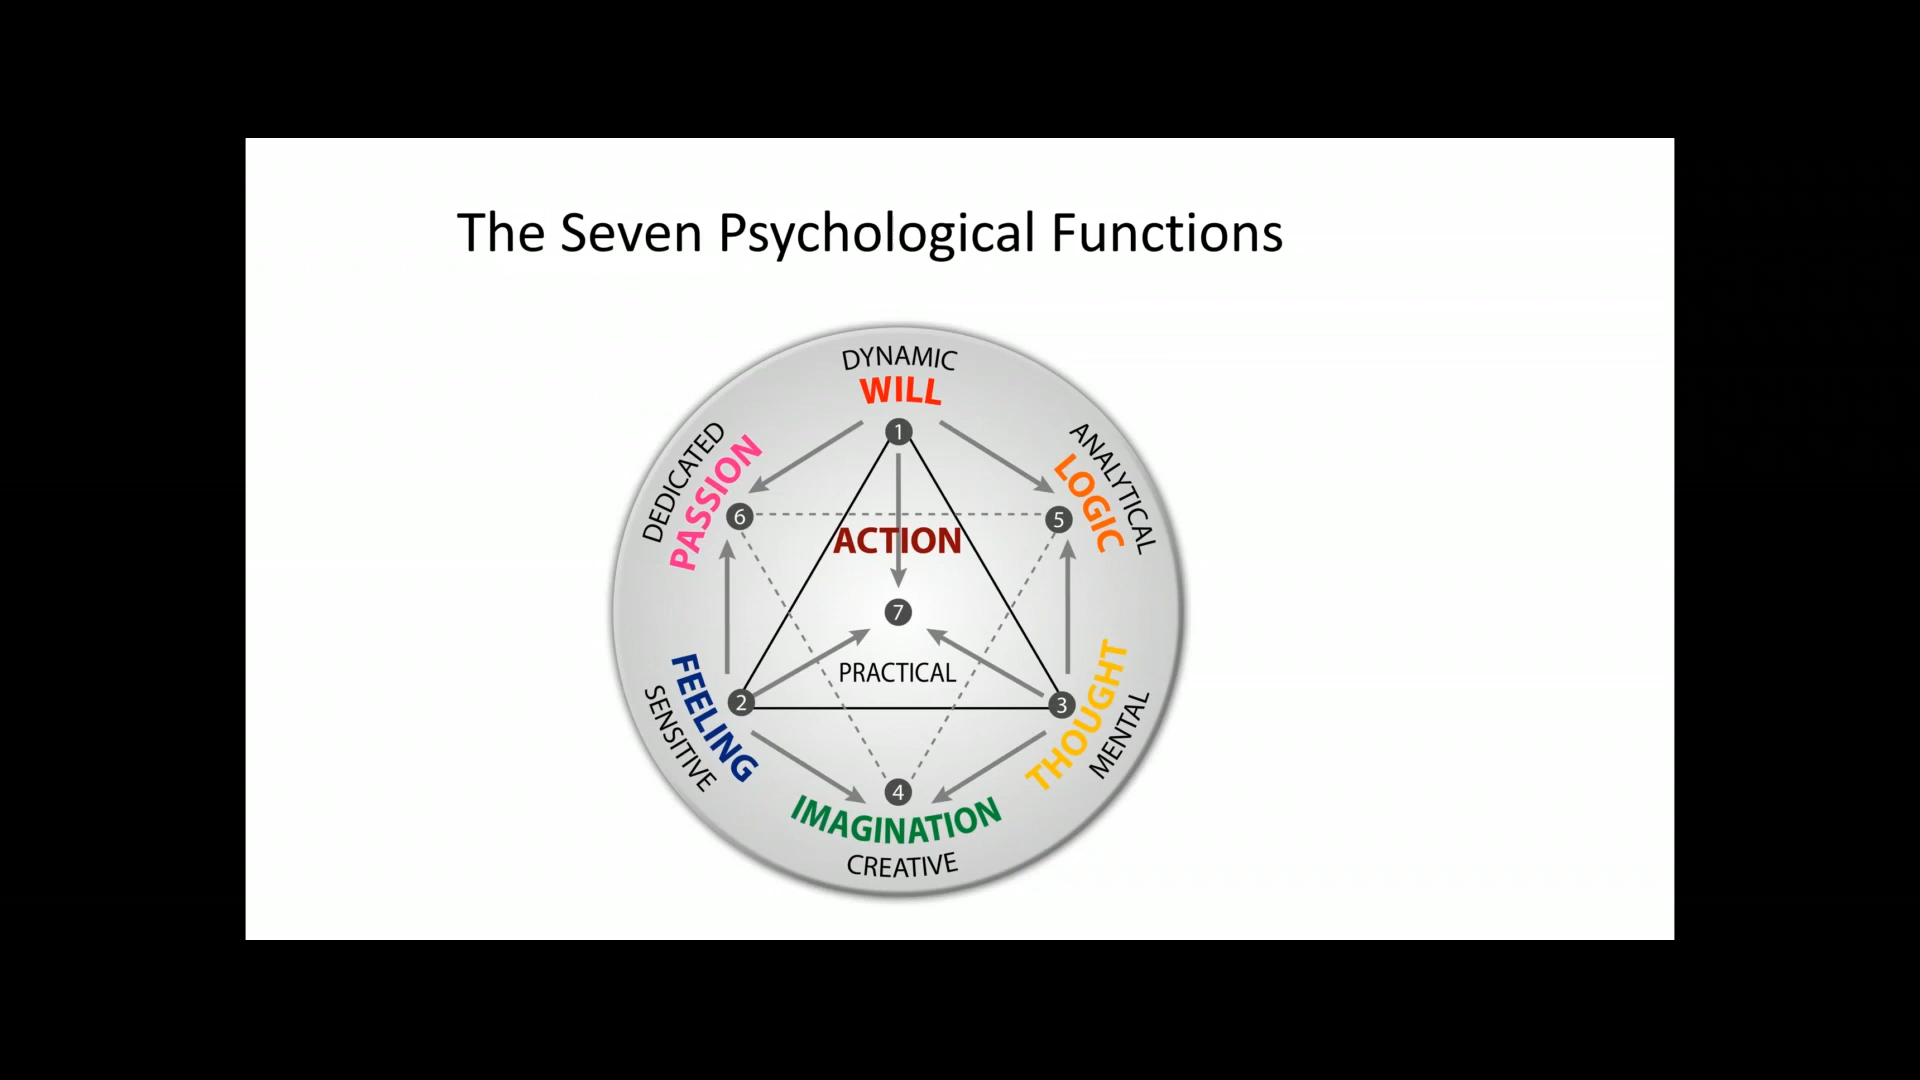 The Seven Psychological Functions
DYNAMIC
WILL
1
DEDICATED
PASSION
6
ANALYTICAL
LOGIC
5
ACTION
7
PRACTICAL
FEELING
SENSITIVE
2
THOUGHT
MENTAL
3
4
IMAGINATION
CREATIVE